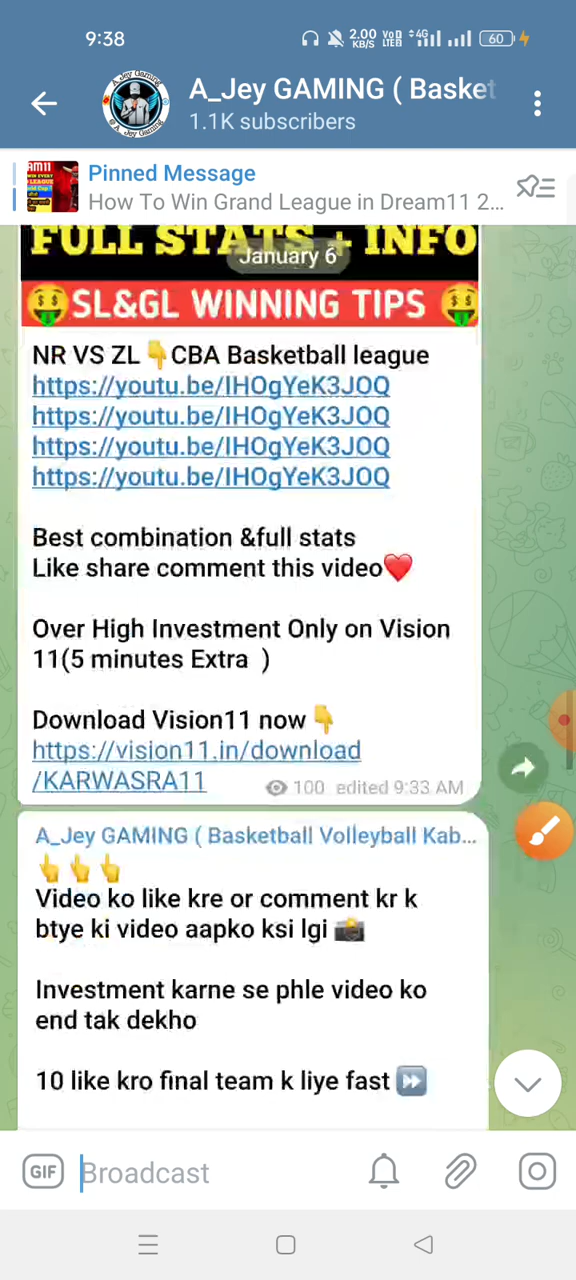 9:38
2.00 KB/S
VoD LTE
4G
60
A_Jey GAMING ( Basket
1.1K subscribers
AM11
Pinned Message
How To Win Grand League in Dream11 2...
FULL STATS + INFO
January 6
SL&GL WINNING TIPS
NR VS ZL👇CBA Basketball league
https://youtu.be/IHOgYeK3JOQ
https://youtu.be/IHOgYeK3JOQ
https://youtu.be/IHOgYeK3JOQ
https://youtu.be/IHOgYeK3JOQ
Best combination &full stats
Like share comment this video❤️
Over High Investment Only on Vision
11(5 minutes Extra  )
Download Vision11 now 👇
https://vision11.in/download
/KARWASRA11
100 edited 9:33 AM
A_Jey GAMING ( Basketball Volleyball Kab...
👆👆👆
Video ko like kre or comment kr k
btye ki video aapko ksi lgi 📸
Investment karne se phle video ko
end tak dekho
10 like kro final team k liye fast ⏩
GIF
Broadcast